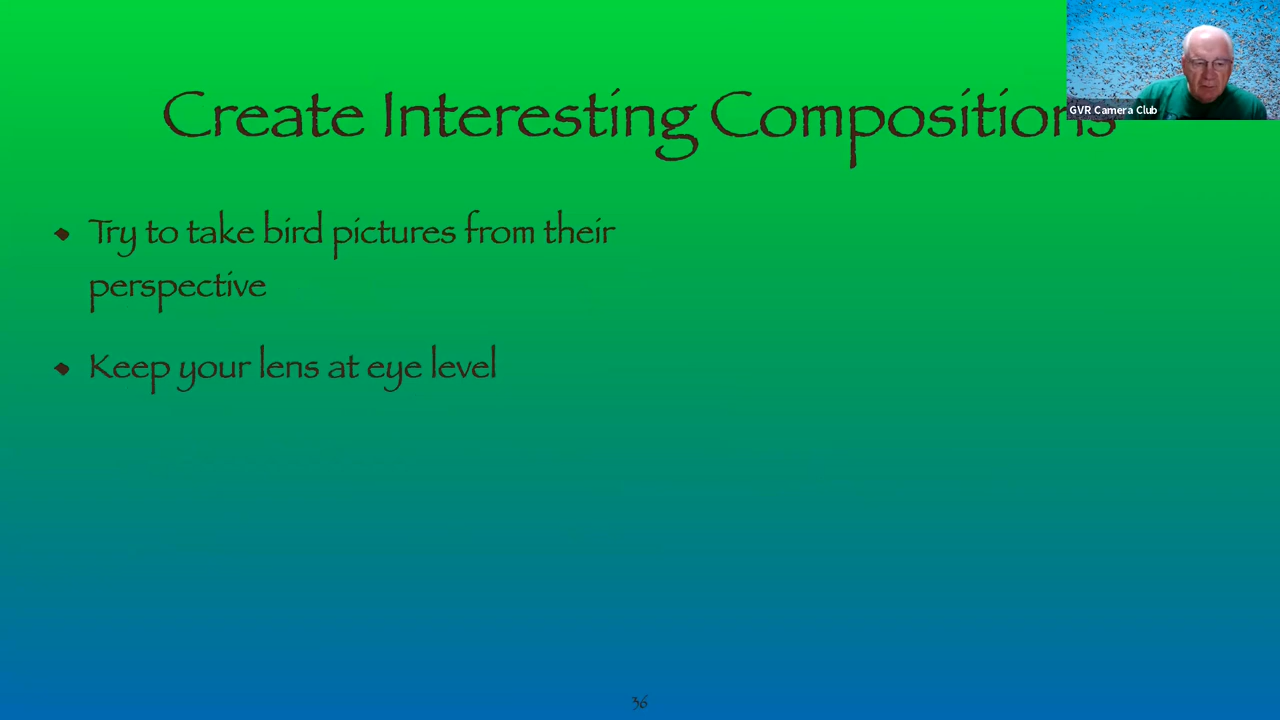 Create Interesting Compositions
GVR Camera Club
Try to take bird pictures from their
perspective
Keep your lens at eye level
36